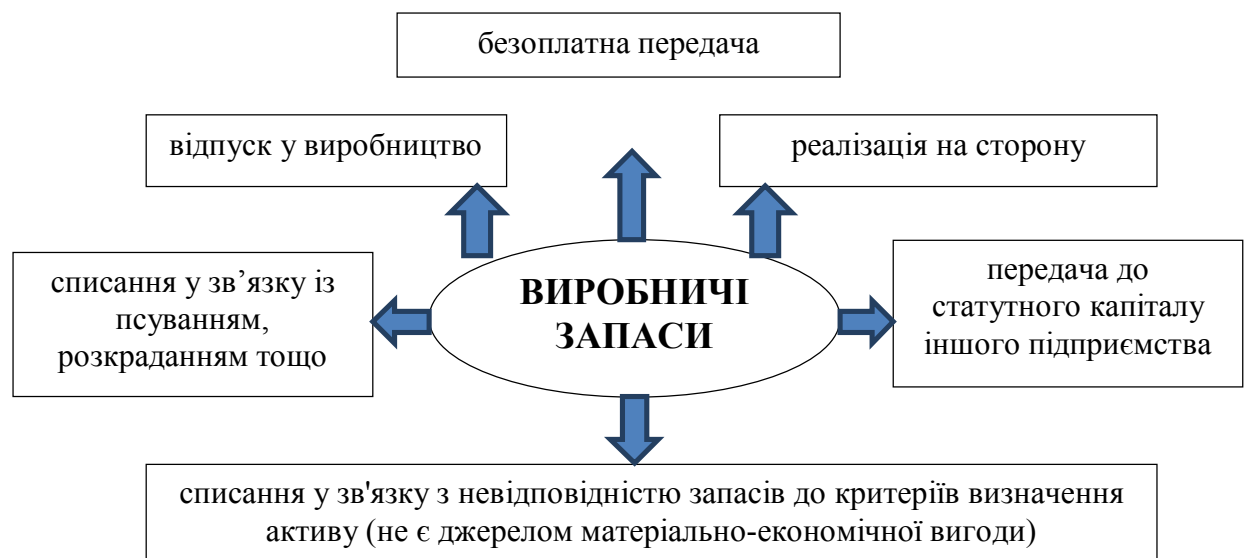 безоплатна передача
відпуск у виробництво
реалізація на сторону
списання у зв’язку із
псуванням,
розкраданням тощо
ВИРОБНИЧІ
ЗАПАСИ
передача до
статутного капіталу
іншого підприємства
списання у зв'язку з невідповідністю запасів до критеріїв визначення
активу (не є джерелом матеріально-економічної вигоди)